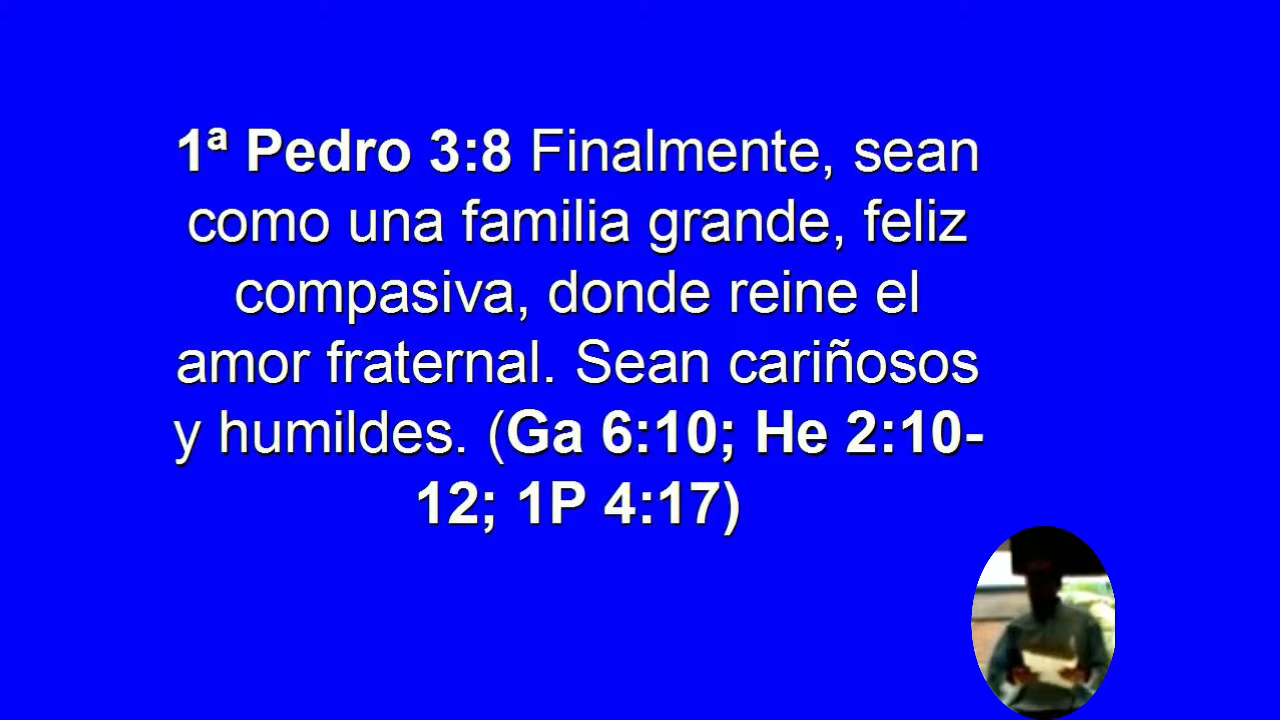 1ª Pedro 3:8 Finalmente, sean
como una familia grande, feliz
compasiva, donde reine el
amor fraternal. Sean cariñosos
y humildes. (Ga 6:10; He 2:10-
12; 1P 4:17)